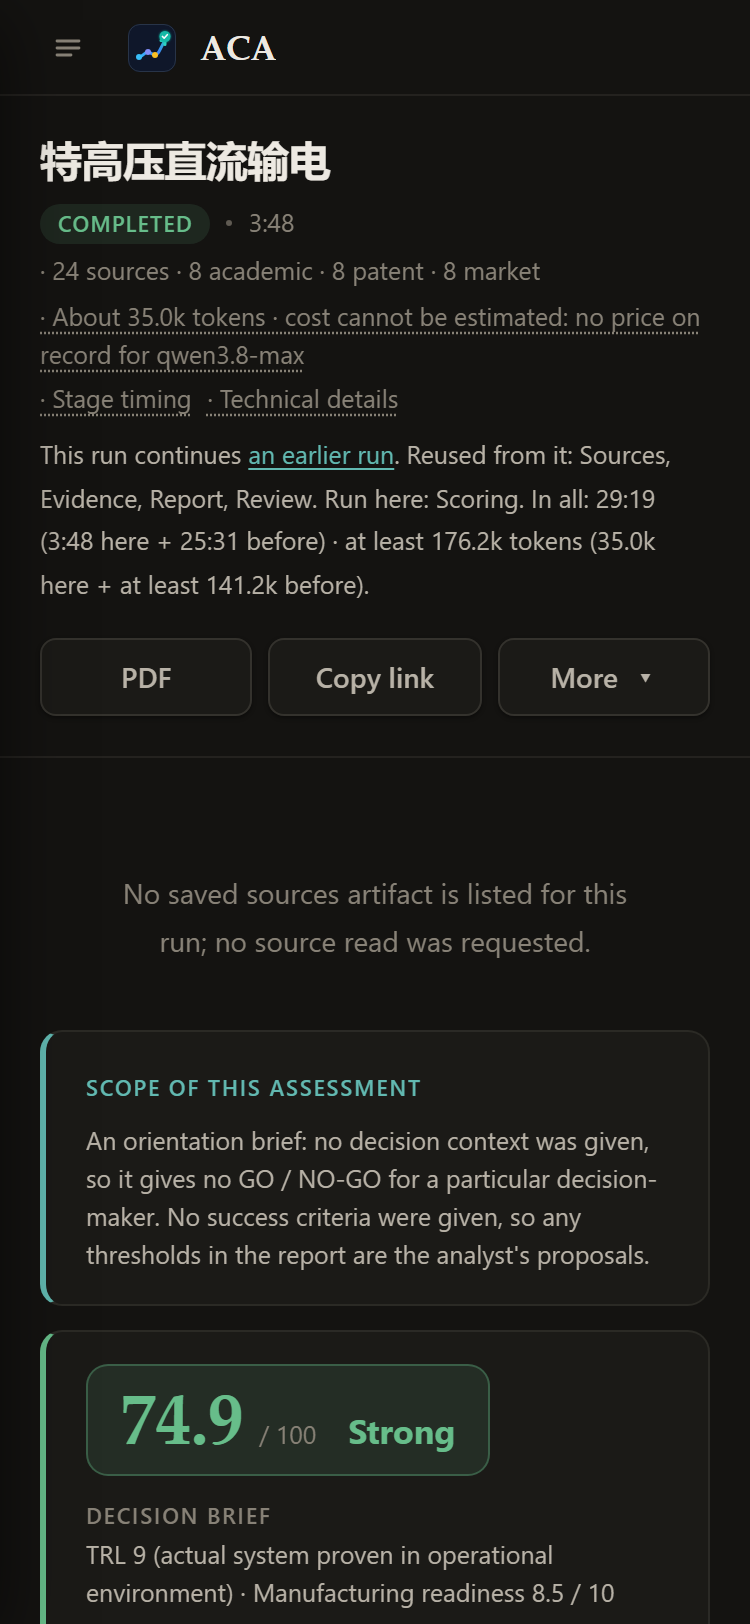 ACA
特高压直流输电
COMPLETED • 3:48
· 24 sources · 8 academic · 8 patent · 8 market
· About 35.0k tokens · cost cannot be estimated: no price on
record for qwen3.8-max
· Stage timing · Technical details
This run continues an earlier run. Reused from it: Sources,
Evidence, Report, Review. Run here: Scoring. In all: 29:19
(3:48 here + 25:31 before) · at least 176.2k tokens (35.0k
here + at least 141.2k before).
PDF Copy link More ▼
No saved sources artifact is listed for this
run; no source read was requested.
SCOPE OF THIS ASSESSMENT
An orientation brief: no decision context was given,
so it gives no GO / NO-GO for a particular decision-
maker. No success criteria were given, so any
thresholds in the report are the analyst's proposals.
74.9 / 100 Strong
DECISION BRIEF
TRL 9 (actual system proven in operational
environment) · Manufacturing readiness 8.5 / 10